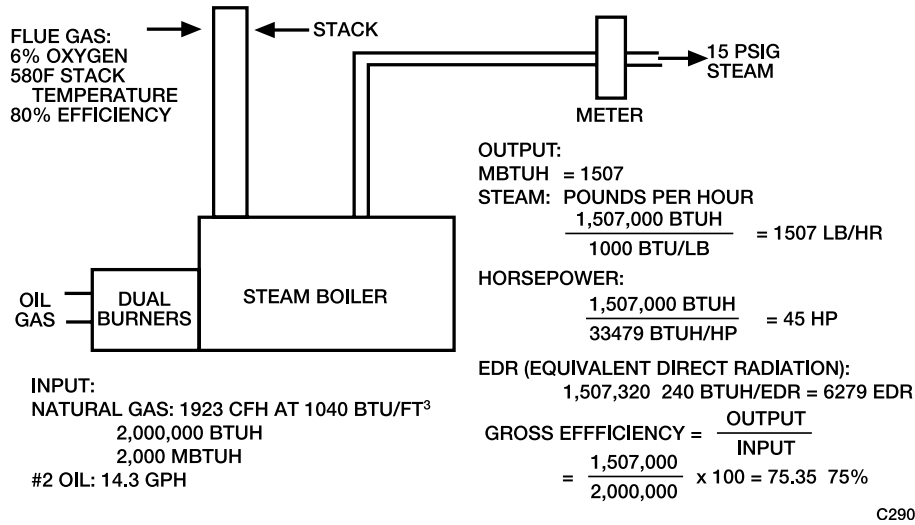 FLUE GAS:
6% OXYGEN
580F STACK
TEMPERATURE
80% EFFICIENCY
STACK
15 PSIG
STEAM
METER
OIL
GAS
DUAL
BURNERS
STEAM BOILER
INPUT:
NATURAL GAS: 1923 CFH AT 1040 BTU/FT³
2,000,000 BTUH
2,000 MBTUH
#2 OIL: 14.3 GPH
OUTPUT:
MBTUH = 1507
STEAM: POUNDS PER HOUR
1,507,000 BTUH
1000 BTU/LB
= 1507 LB/HR
HORSEPOWER:
1,507,000 BTUH
33479 BTUH/HP
= 45 HP
EDR (EQUIVALENT DIRECT RADIATION):
1,507,320 240 BTUH/EDR = 6279 EDR
GROSS EFFFICIENCY =
OUTPUT
INPUT
=
1,507,000
2,000,000
x 100 = 75.35 75%
C290